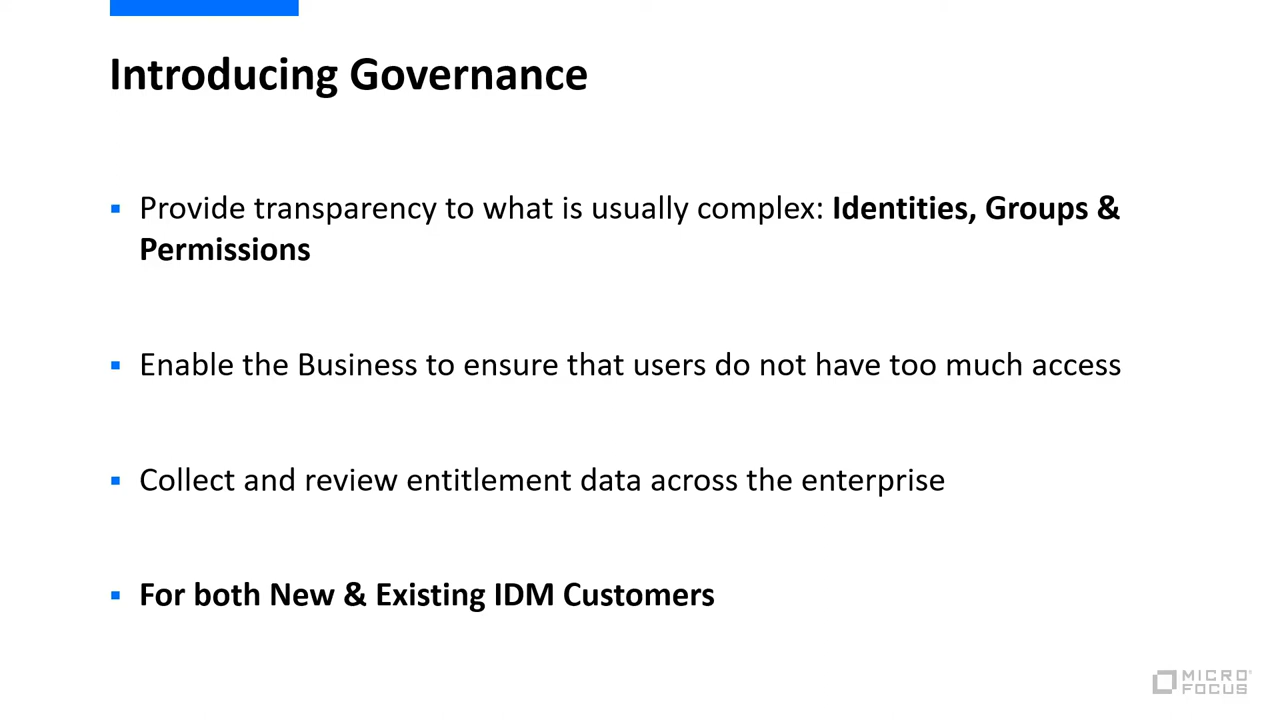 Introducing Governance
▪ Provide transparency to what is usually complex: Identities, Groups &
Permissions
▪ Enable the Business to ensure that users do not have too much access
▪ Collect and review entitlement data across the enterprise
▪ For both New & Existing IDM Customers
MICRO
FOCUS